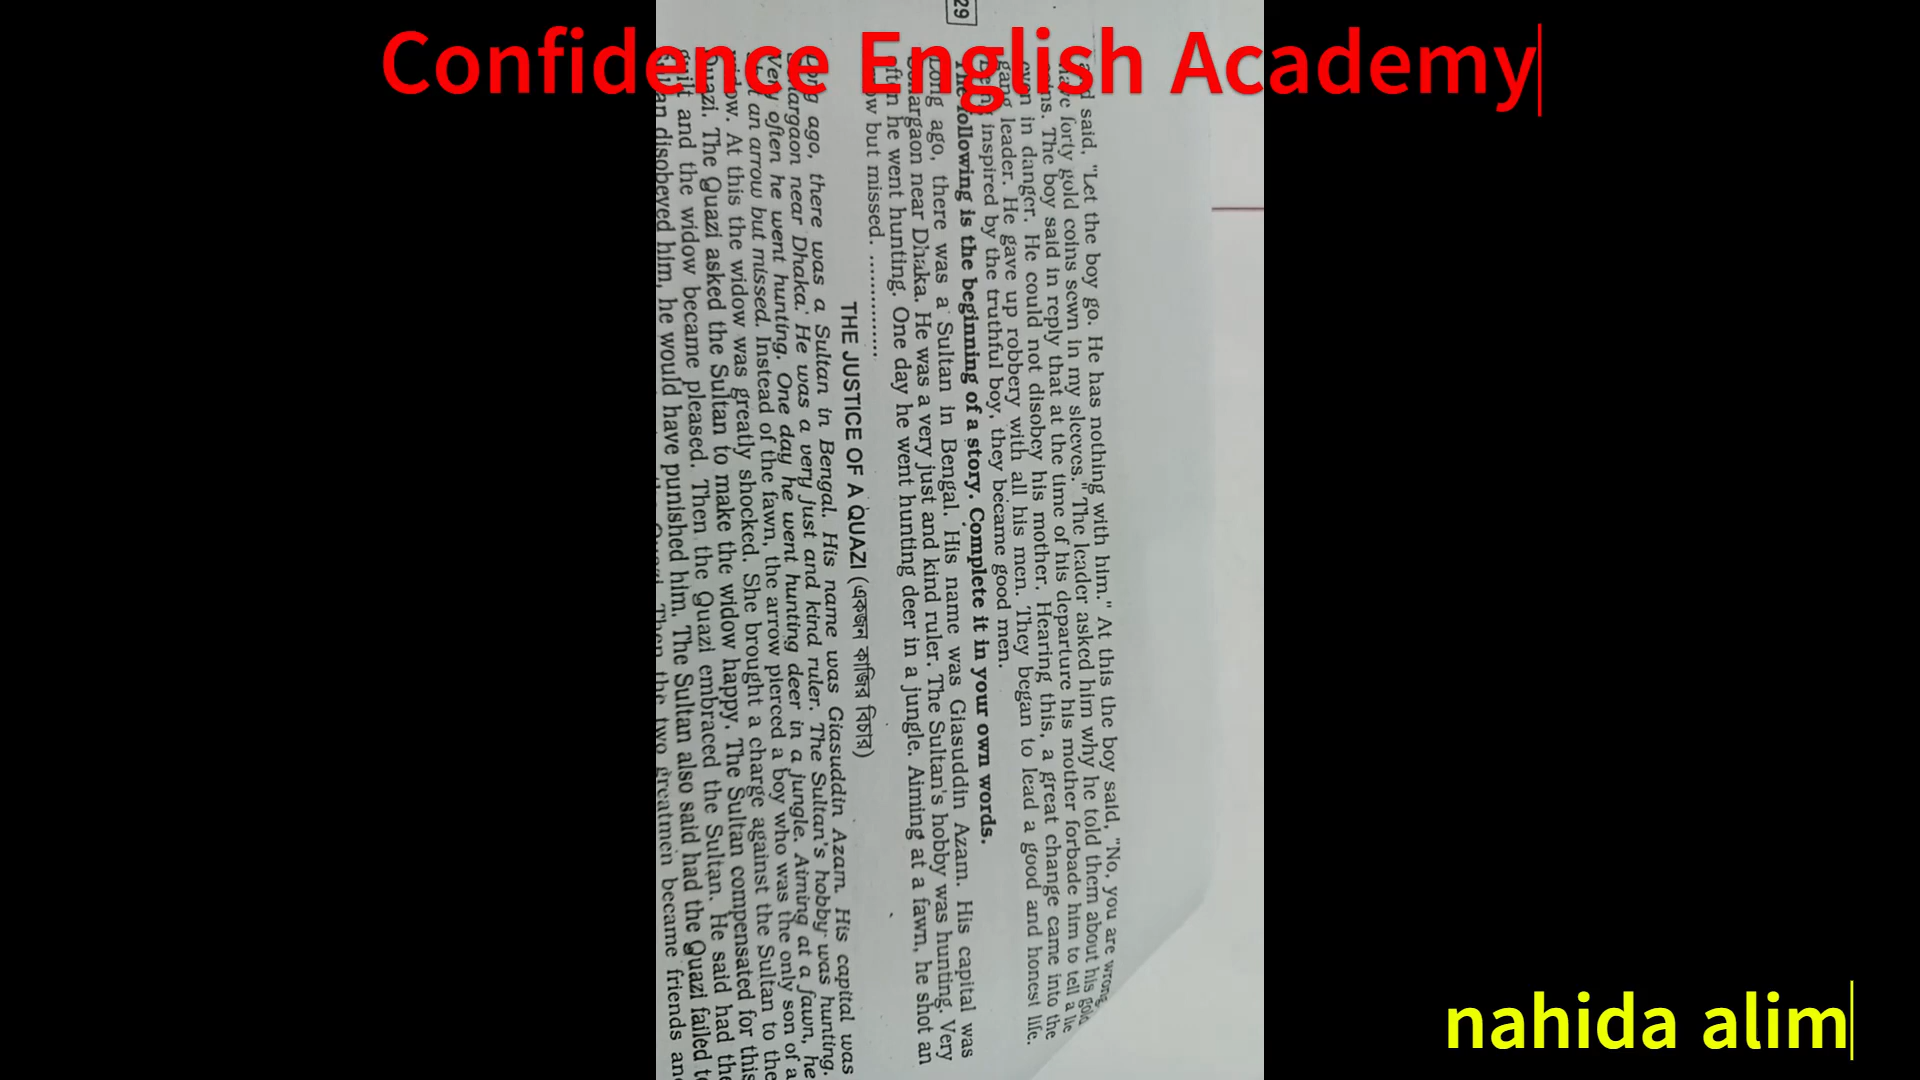 Confidence English Academy
29
said, "Let the boy go. He has nothing with him." At this the boy said, "No, you are wrong
have forty gold coins sewn in my sleeves." The leader asked him why he told them about his gold
coins. The boy said in reply that at the time of his departure his mother forbade him to tell a lie
even in danger. He could not disobey his mother. Hearing this, a great change came into the
gang leader. He gave up robbery with all his men. They began to lead a good and honest life.
inspired by the truthful boy, they became good men.
The following is the beginning of a story. Complete it in your own words.
Long ago, there was a Sultan in Bengal. His name was Giasuddin Azam. His capital was
near Dhaka. He was a very just and kind ruler. The Sultan's hobby was hunting. Very
often he went hunting. One day he went hunting deer in a jungle. Aiming at a fawn, he shot an
but missed. .............
THE JUSTICE OF A QUAZI (একজন কাজির বিচার)
Long ago, there was a Sultan in Bengal. His name was Giasuddin Azam. His capital was
near Dhaka. He was a very just and kind ruler. The Sultan's hobby was hunting.
Very often he went hunting. One day he went hunting deer in a jungle. Aiming at a fawn, he
an arrow but missed. Instead of the fawn, the arrow pierced a boy who was the only son of a
widow. At this the widow was greatly shocked. She brought a charge against the Sultan to the
Quazi. The Quazi asked the Sultan to make the widow happy. The Sultan compensated for this
guilt and the widow became pleased. Then the Quazi embraced the Sultan. He said had the
disobeyed him, he would have punished him. The Sultan also said had the Quazi failed
Then the two greatmen became friends
nahida alim